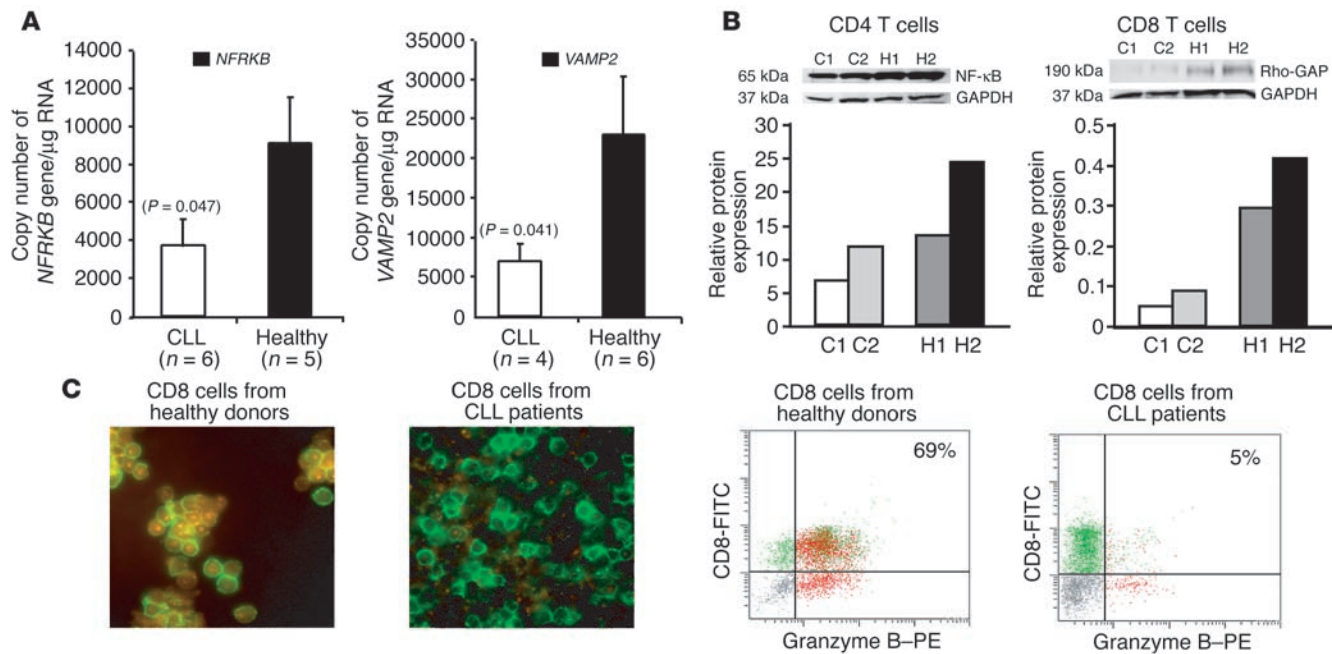 A
14000
12000
10000
8000
6000
4000
2000
0
Copy number of
NFRKB gene/μg RNA
NFRKB
(P = 0.047)
CLL
(n = 6)
Healthy
(n = 5)
35000
30000
25000
20000
15000
10000
5000
0
Copy number of
VAMP2 gene/μg RNA
VAMP2
(P = 0.041)
CLL
(n = 4)
Healthy
(n = 6)
B
CD4 T cells
C1 C2 H1 H2
65 kDa NF-κB
37 kDa GAPDH
30
25
20
15
10
5
0
Relative protein
expression
C1 C2 H1 H2
CD8 T cells
C1 C2 H1 H2
190 kDa Rho-GAP
37 kDa GAPDH
0.5
0.4
0.3
0.2
0.1
0
Relative protein
expression
C1 C2 H1 H2
C
CD8 cells from
healthy donors
CD8 cells from
CLL patients
CD8 cells from
healthy donors
69%
CD8-FITC
Granzyme B–PE
CD8 cells from
CLL patients
5%
CD8-FITC
Granzyme B–PE